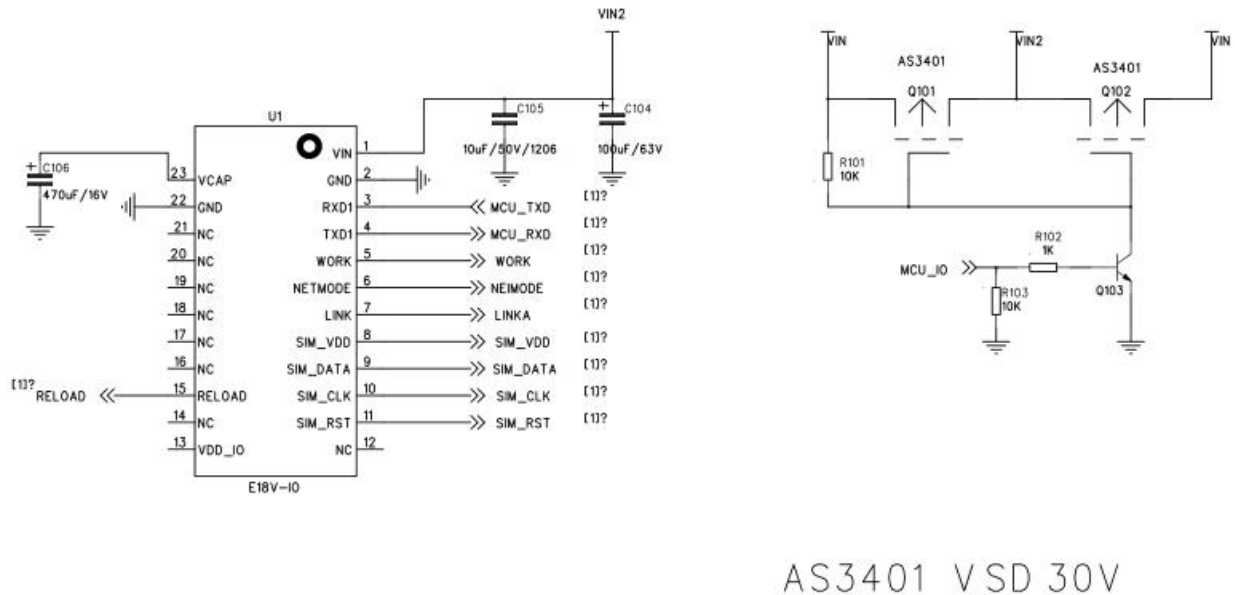 VIN2
C105
10uF/50V/1206
+
C104
100uF/63V
U1
+
C106
470uF/16V
VIN 1
23 VCAP
GND 2
22 GND
RXD1 3 MCU_TXD [1]?
21 NC
TXD1 4 MCU_RXD [1]?
20 NC
WORK 5 WORK [1]?
19 NC
NETMODE 6 NEIMODE [1]?
18 NC
LINK 7 LINKA [1]?
17 NC
SIM_VDD 8 SIM_VDD [1]?
16 NC
SIM_DATA 9 SIM_DATA [1]?
[1]? RELOAD 15 RELOAD
SIM_CLK 10 SIM_CLK [1]?
14 NC
SIM_RST 11 SIM_RST [1]?
13 VDD_IO
NC 12
E18V-IO
VIN
VIN2
VIN
AS3401
Q101
AS3401
Q102
R101
10K
R102
1K
MCU_IO
R103
10K
Q103
AS3401 VSD 30V